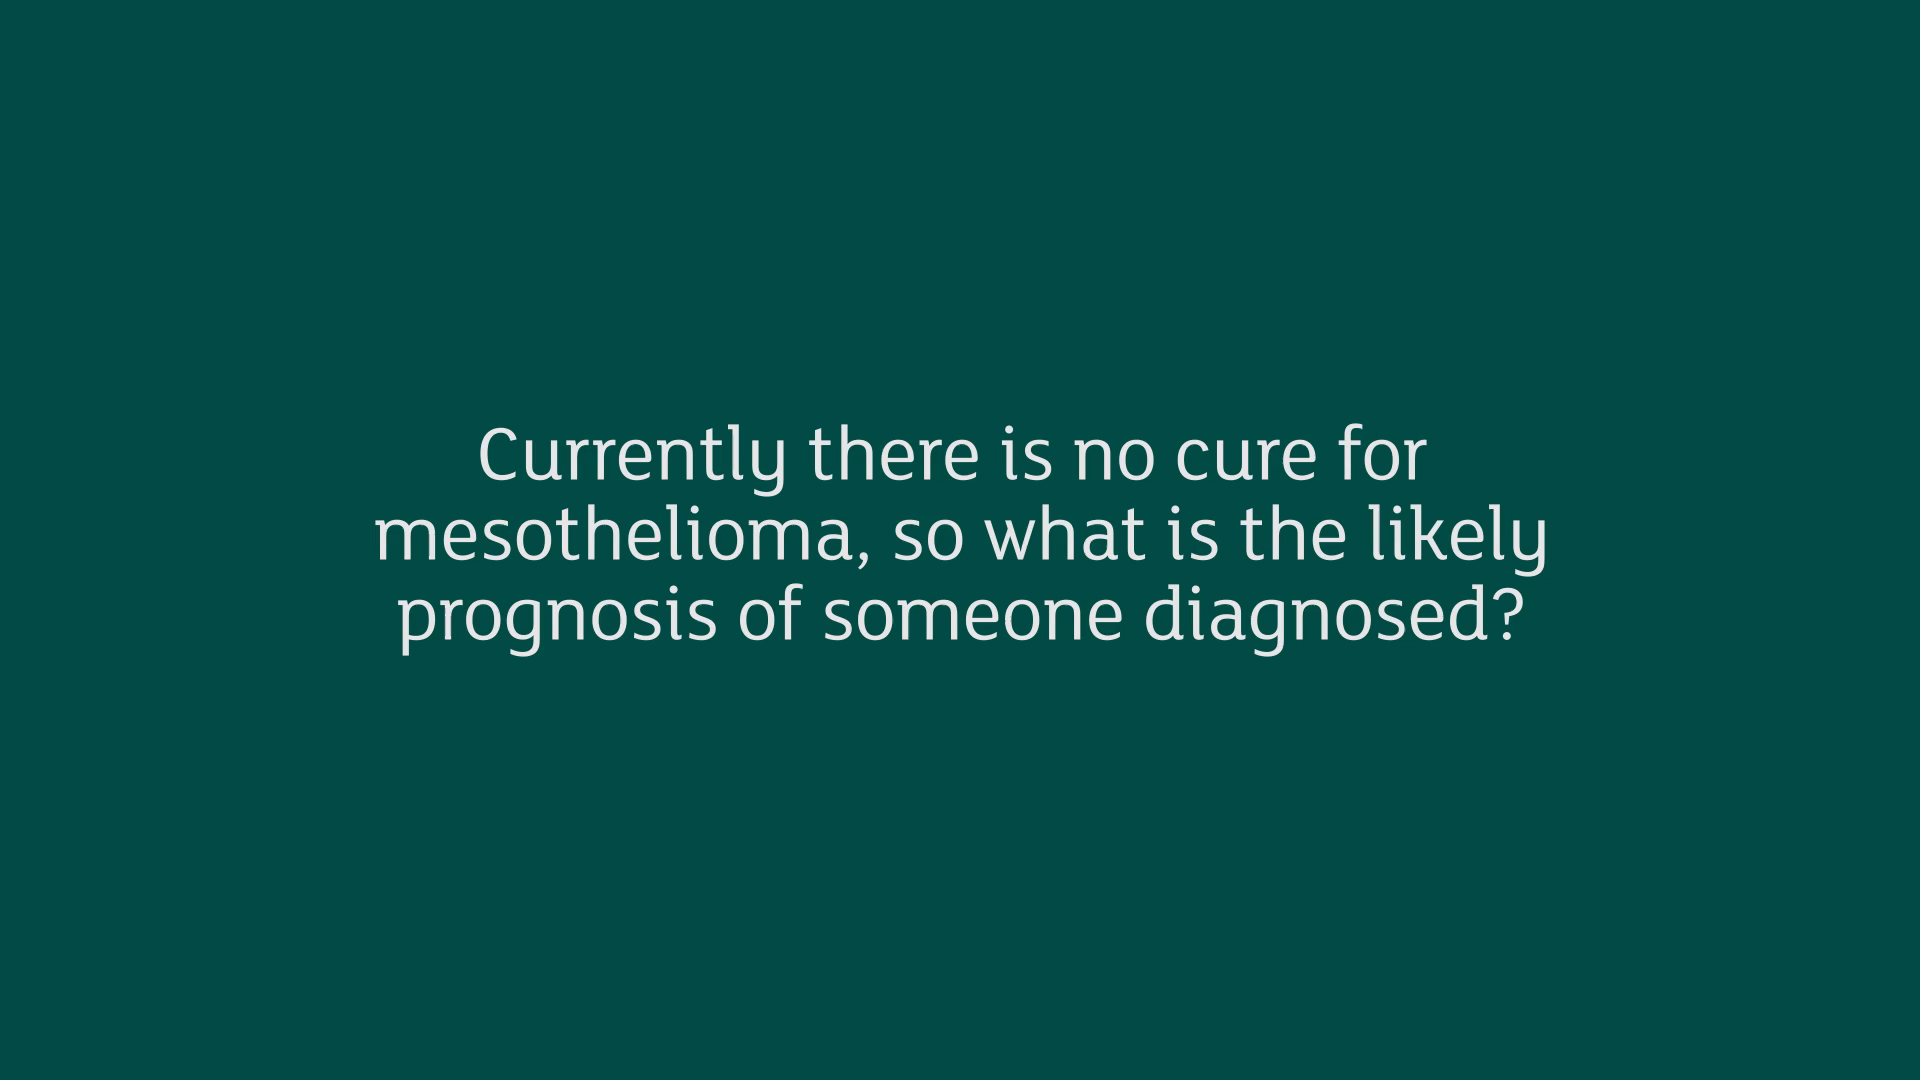 Currently there is no cure for
mesothelioma, so what is the likely
prognosis of someone diagnosed?